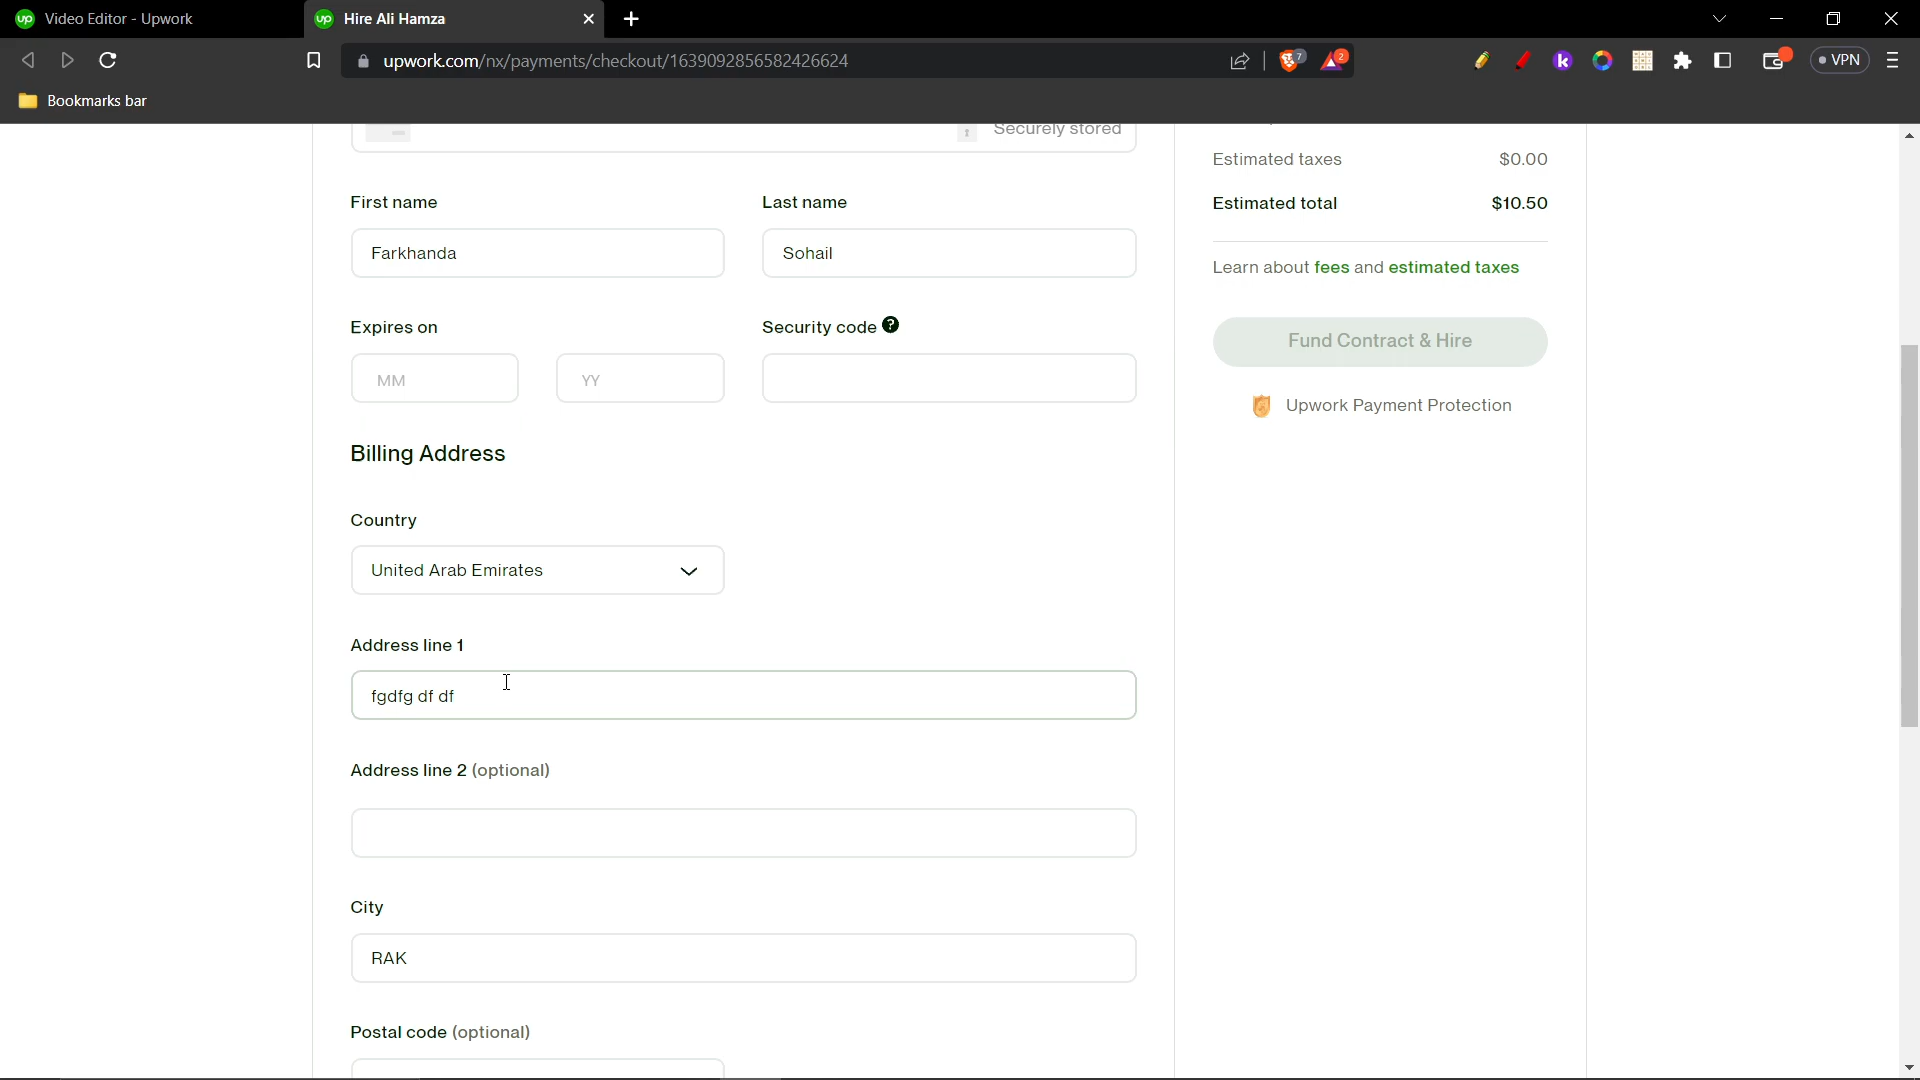 Video Editor - Upwork
Hire Ali Hamza
upwork.com/nx/payments/checkout/1639092856582426624
7
2
VPN
Bookmarks bar
Securely stored
Estimated taxes $0.00
Estimated total $10.50
Learn about fees and estimated taxes
Fund Contract & Hire
Upwork Payment Protection
First name
Last name
Farkhanda
Sohail
Expires on
Security code ?
MM
YY
Billing Address
Country
United Arab Emirates
Address line 1
fgdfg df df
Address line 2 (optional)
City
RAK
Postal code (optional)